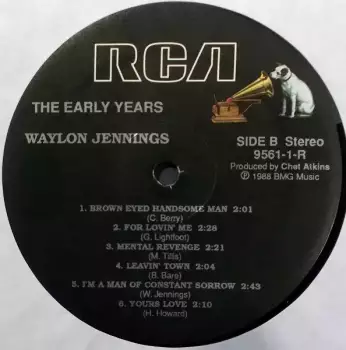 RCA
THE EARLY YEARS
WAYLON JENNINGS
SIDE B Stereo
9561-1-R
Produced by Chet Atkins
℗ 1988 BMG Music
1. BROWN EYED HANDSOME MAN 2:01
(C. Berry)
2. FOR LOVIN' ME 2:28
(G. Lightfoot)
3. MENTAL REVENGE 2:21
(M. Tillis)
4. LEAVIN' TOWN 2:04
(B. Bare)
5. I'M A MAN OF CONSTANT SORROW 2:43
(W. Jennings)
6. YOURS LOVE 2:10
(H. Howard)